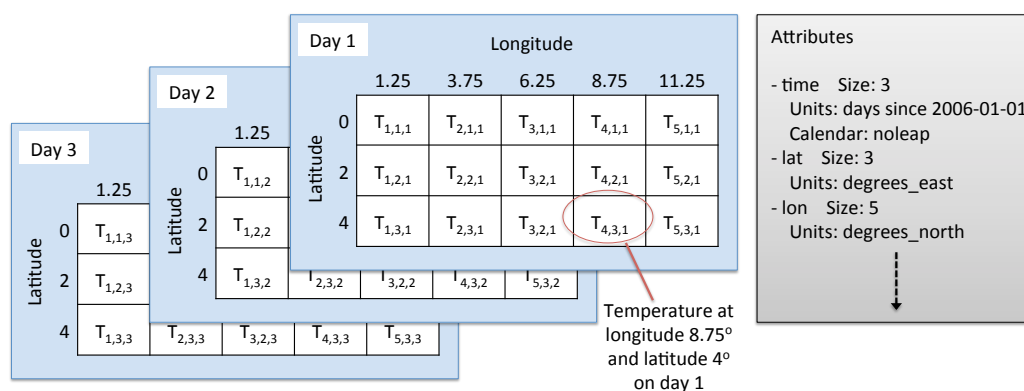 Day 1
Longitude
1.25 3.75 6.25 8.75 11.25
Latitude
0 T1,1,1 T2,1,1 T3,1,1 T4,1,1 T5,1,1
2 T1,2,1 T2,2,1 T3,2,1 T4,2,1 T5,2,1
4 T1,3,1 T2,3,1 T3,2,1 T4,3,1 T5,3,1
Day 2
1.25
Latitude
0 T1,1,2
2 T1,2,2
4 T1,3,2 T2,3,2 T3,2,2 T4,3,2 T5,3,2
Day 3
1.25
Latitude
0 T1,1,3
2 T1,2,3
4 T1,3,3 T2,3,3 T3,2,3 T4,3,3 T5,3,3
Temperature at
longitude 8.75o
and latitude 4o
on day 1
Attributes
- time Size: 3
Units: days since 2006-01-01
Calendar: noleap
- lat Size: 3
Units: degrees_east
- lon Size: 5
Units: degrees_north